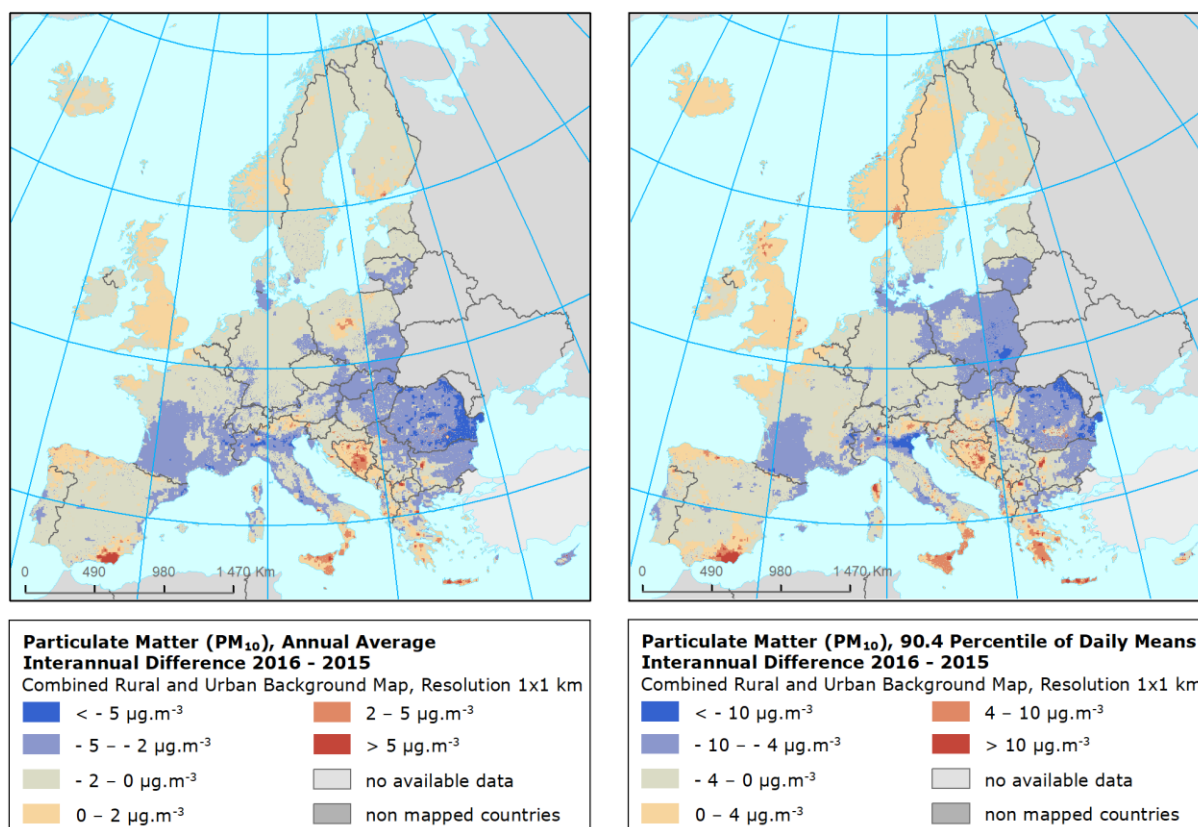 0 490 980 1 470 Km
Particulate Matter (PM₁₀), Annual Average
Interannual Difference 2016 - 2015
Combined Rural and Urban Background Map, Resolution 1x1 km
< - 5 µg.m⁻³
- 5 – - 2 µg.m⁻³
- 2 – 0 µg.m⁻³
0 – 2 µg.m⁻³
2 – 5 µg.m⁻³
> 5 µg.m⁻³
no available data
non mapped countries
0 490 980 1 470 Km
Particulate Matter (PM₁₀), 90.4 Percentile of Daily Means
Interannual Difference 2016 - 2015
Combined Rural and Urban Background Map, Resolution 1x1 km
< - 10 µg.m⁻³
- 10 – - 4 µg.m⁻³
- 4 – 0 µg.m⁻³
0 – 4 µg.m⁻³
4 – 10 µg.m⁻³
> 10 µg.m⁻³
no available data
non mapped countries